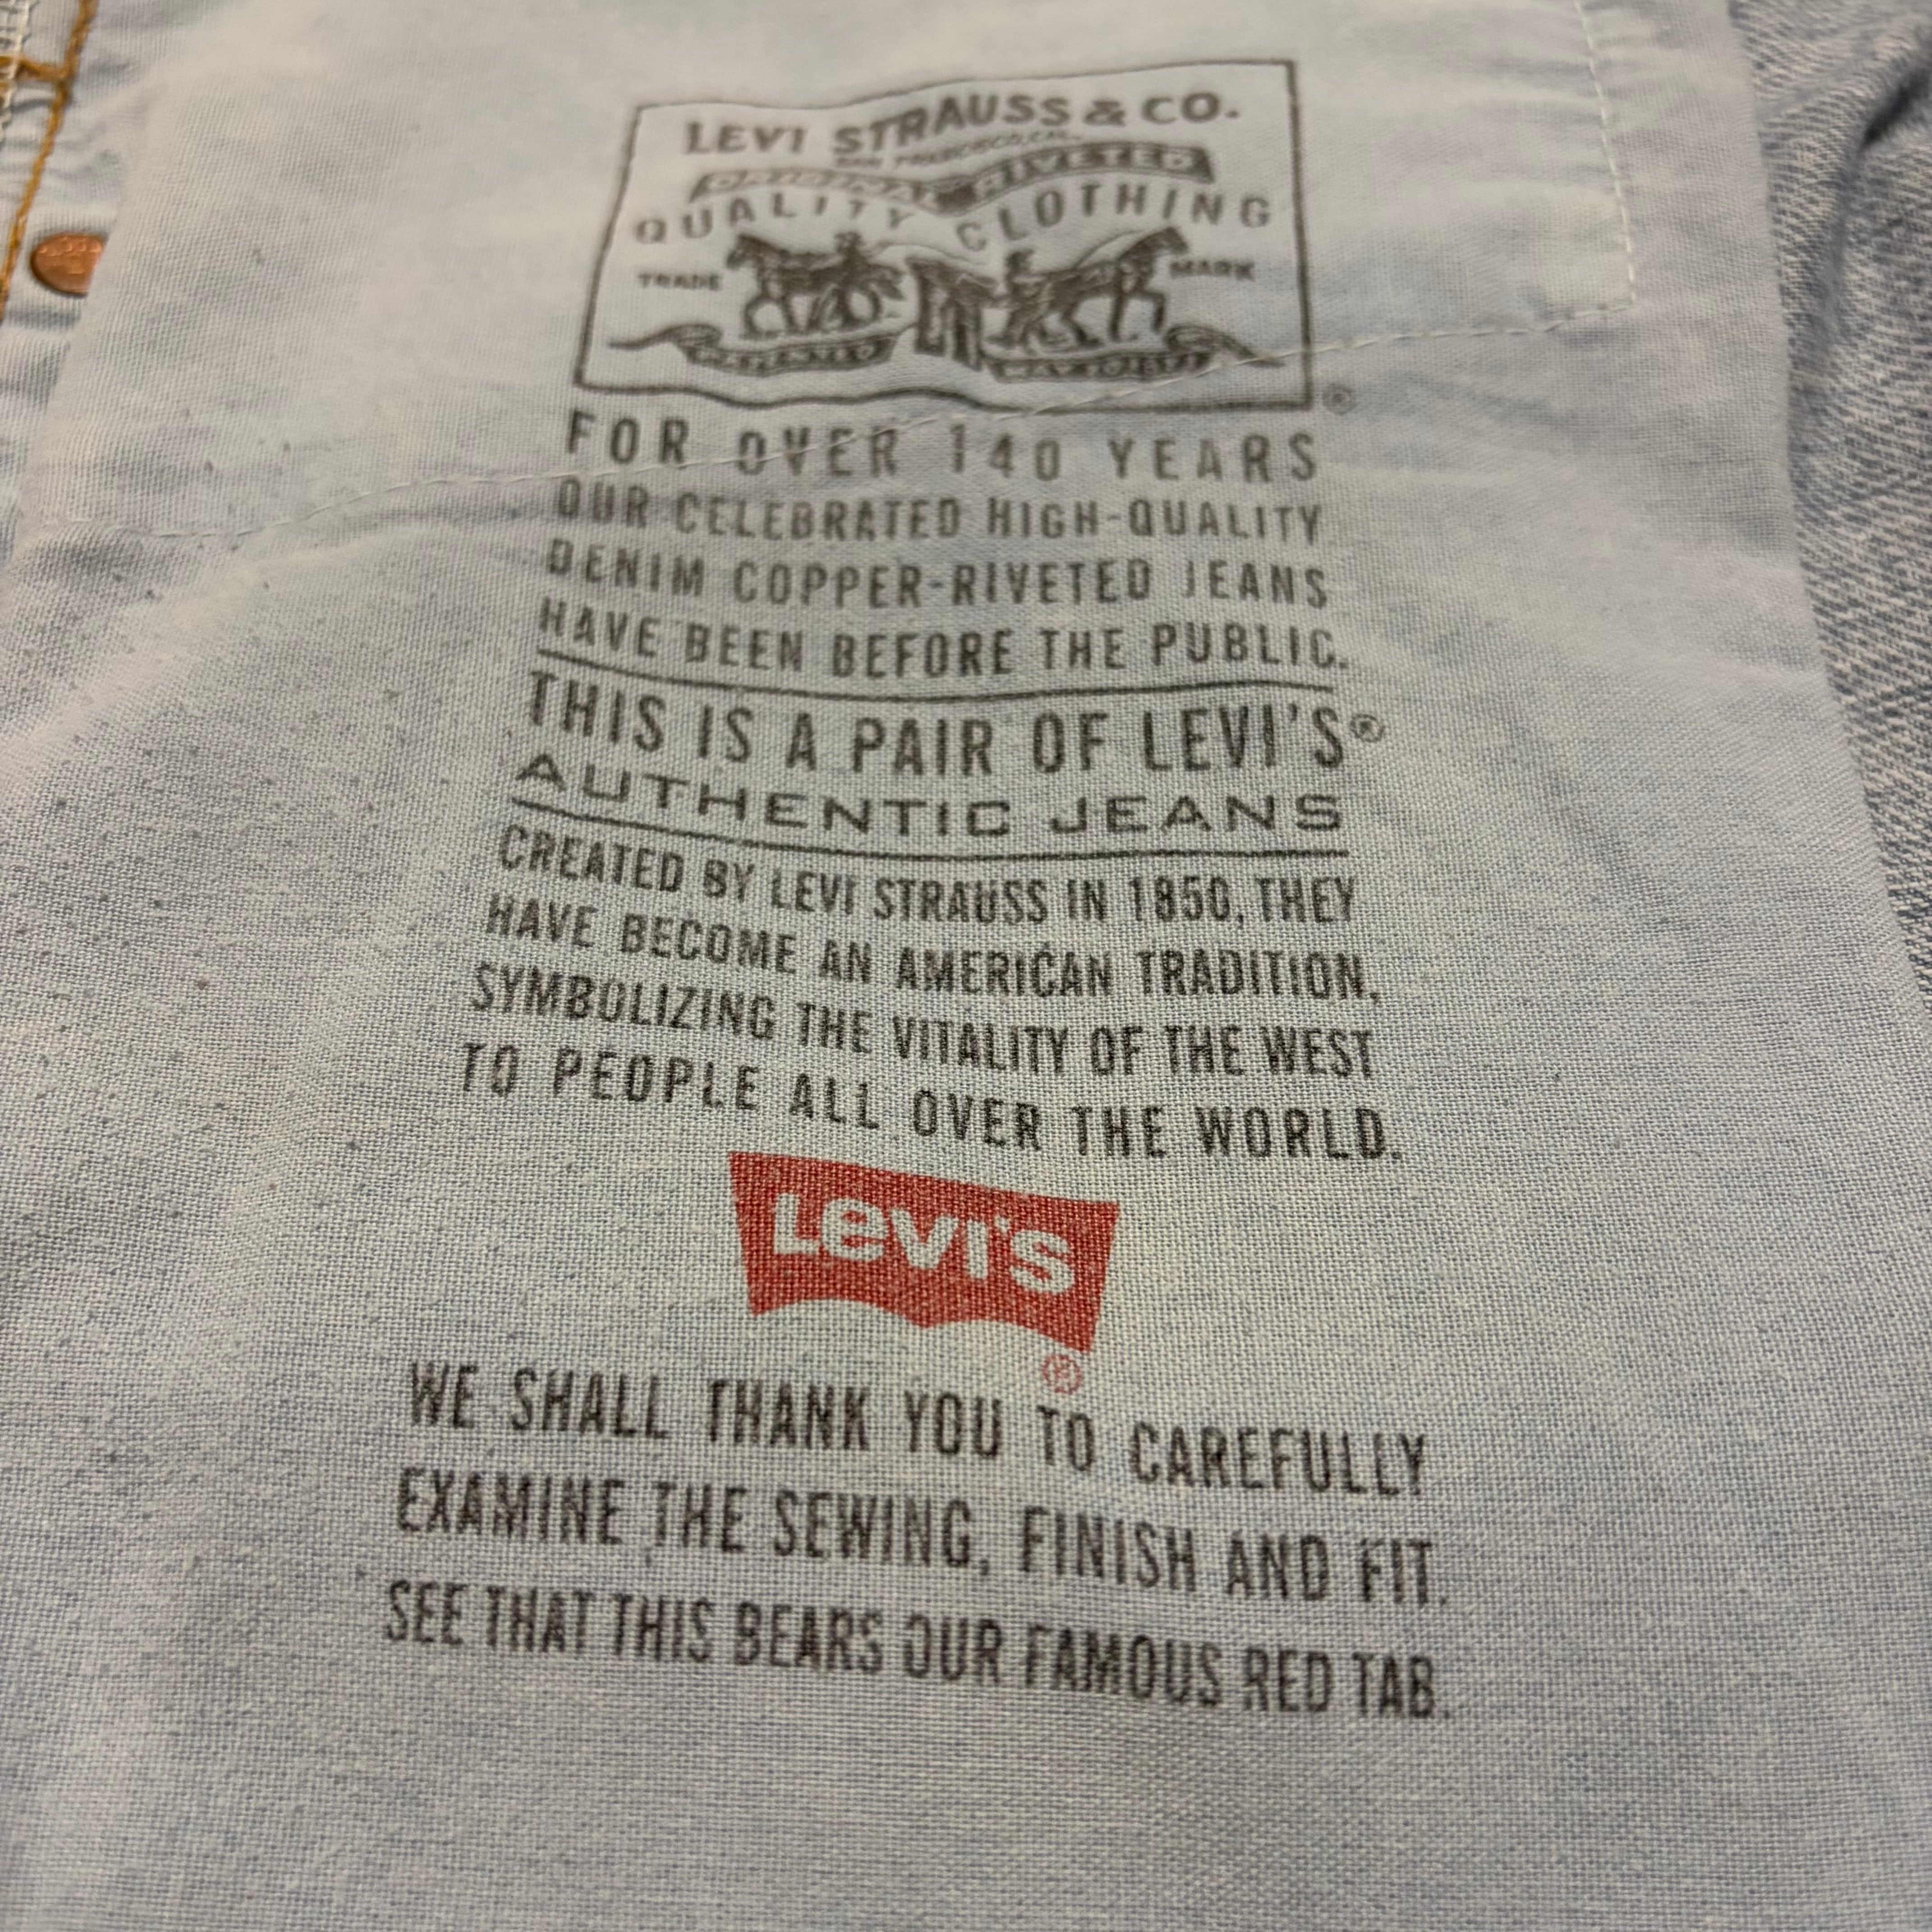 LEVI STRAUSS & CO.
SAN FRANCISCO, CAL.
ORIGINAL RIVETED
QUALITY CLOTHING
TRADE MARK
®
FOR OVER 140 YEARS
OUR CELEBRATED HIGH-QUALITY
DENIM COPPER-RIVETED JEANS
HAVE BEEN BEFORE THE PUBLIC.
THIS IS A PAIR OF LEVI'S®
AUTHENTIC JEANS
CREATED BY LEVI STRAUSS IN 1850, THEY
HAVE BECOME AN AMERICAN TRADITION,
SYMBOLIZING THE VITALITY OF THE WEST
TO PEOPLE ALL OVER THE WORLD.
LEVI'S
®
WE SHALL THANK YOU TO CAREFULLY
EXAMINE THE SEWING, FINISH AND FIT.
SEE THAT THIS BEARS OUR FAMOUS RED TAB.